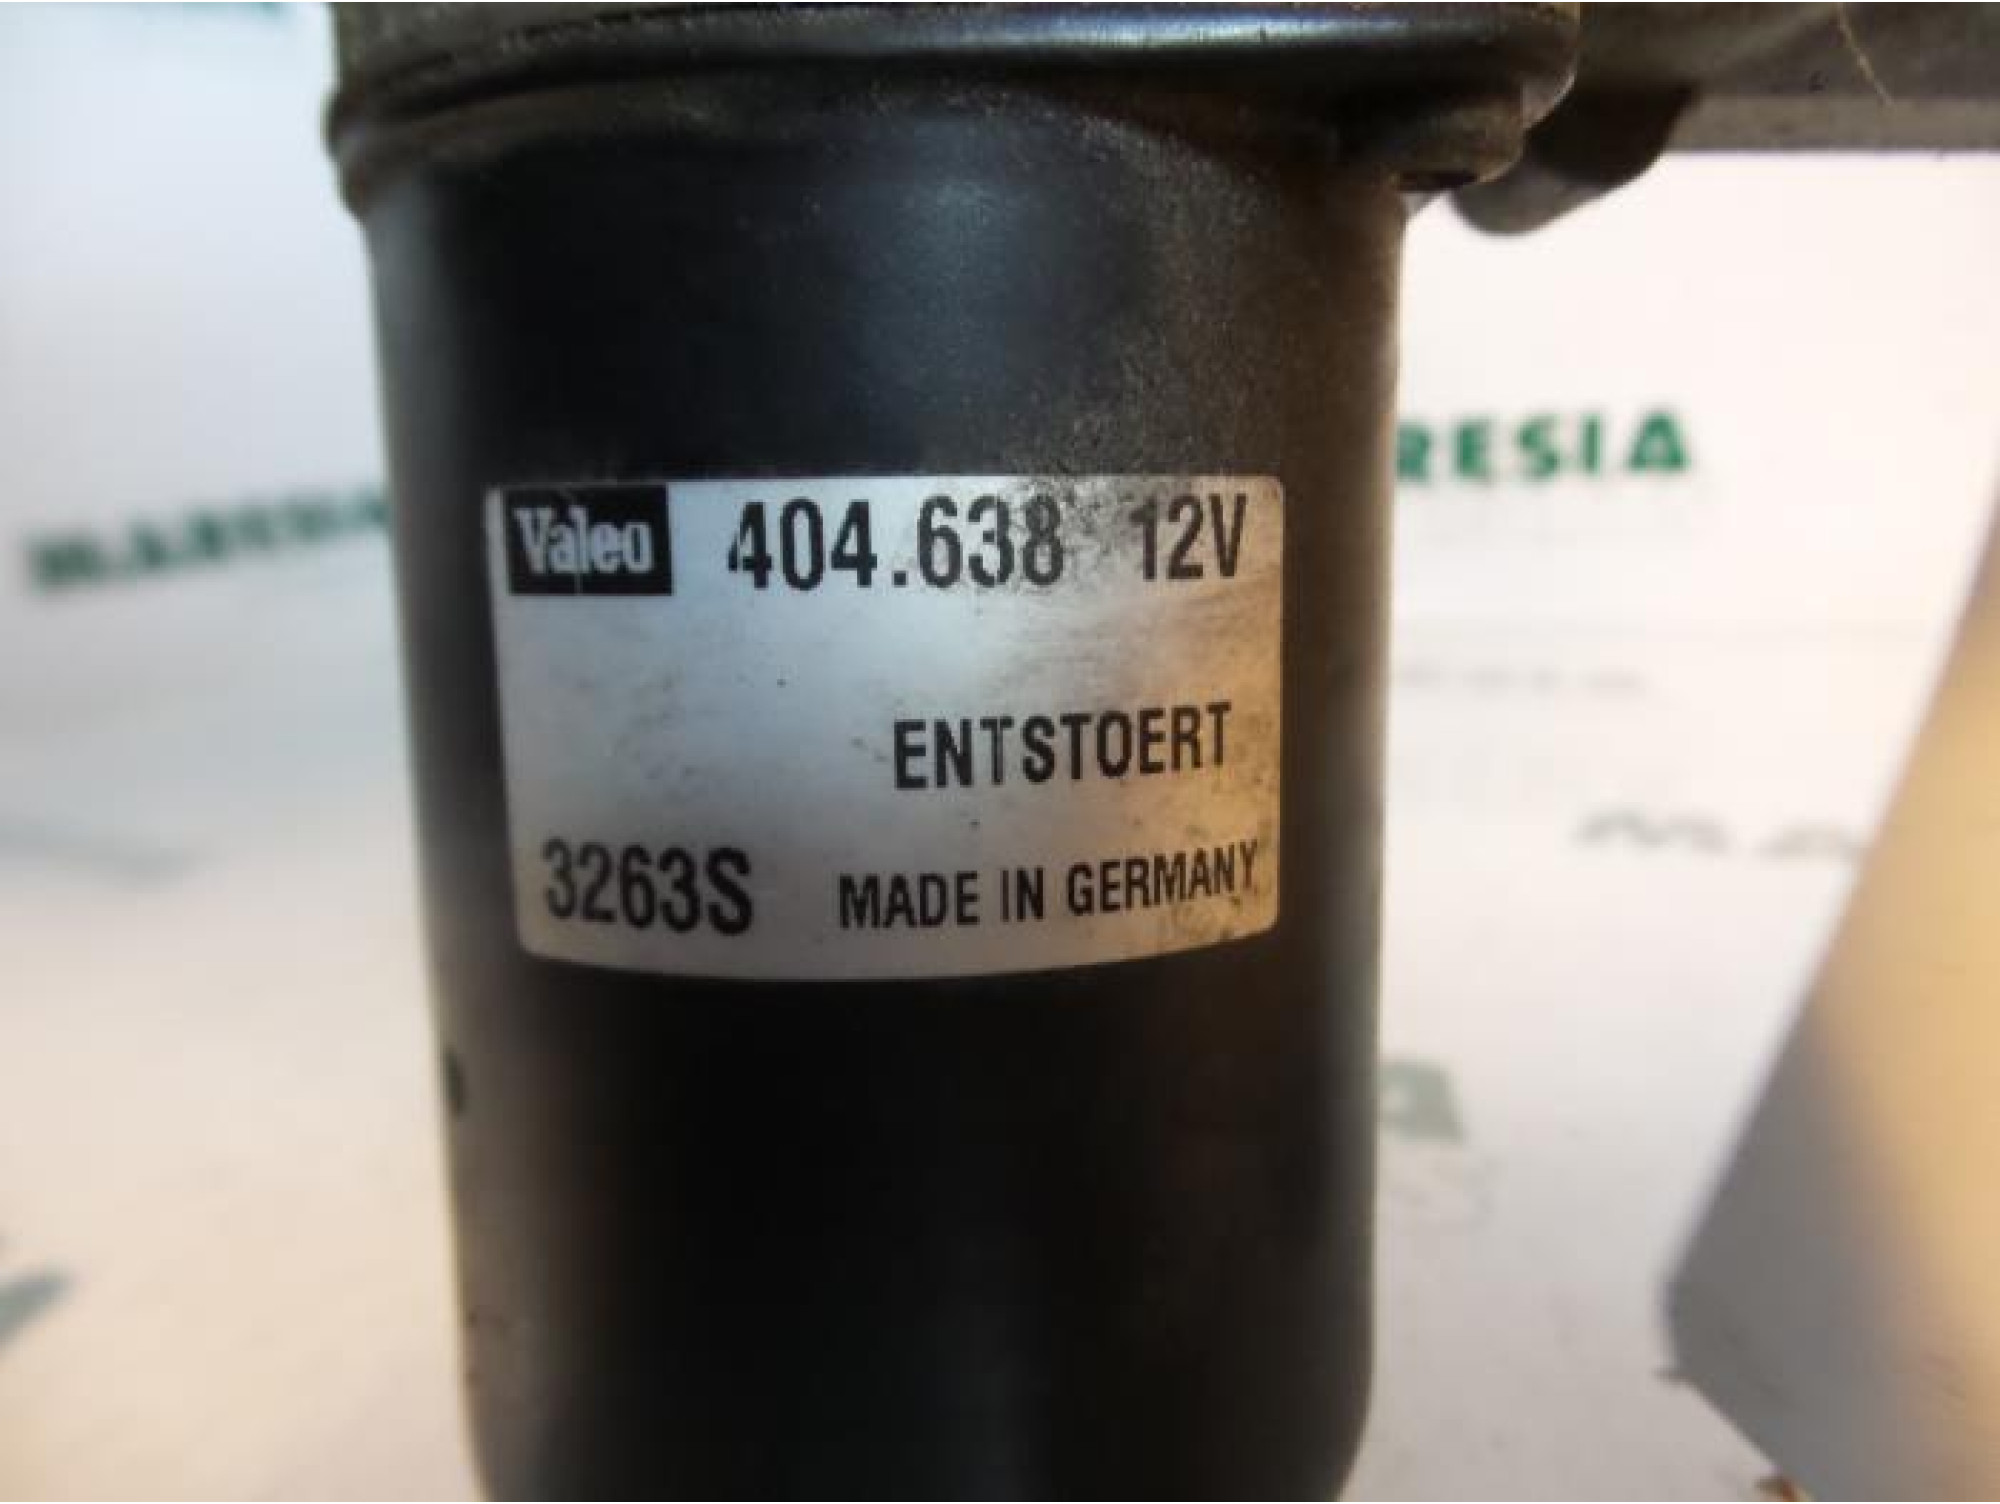 Valeo 404.638 12V
ENTSTOERT
3263S MADE IN GERMANY
RESIA